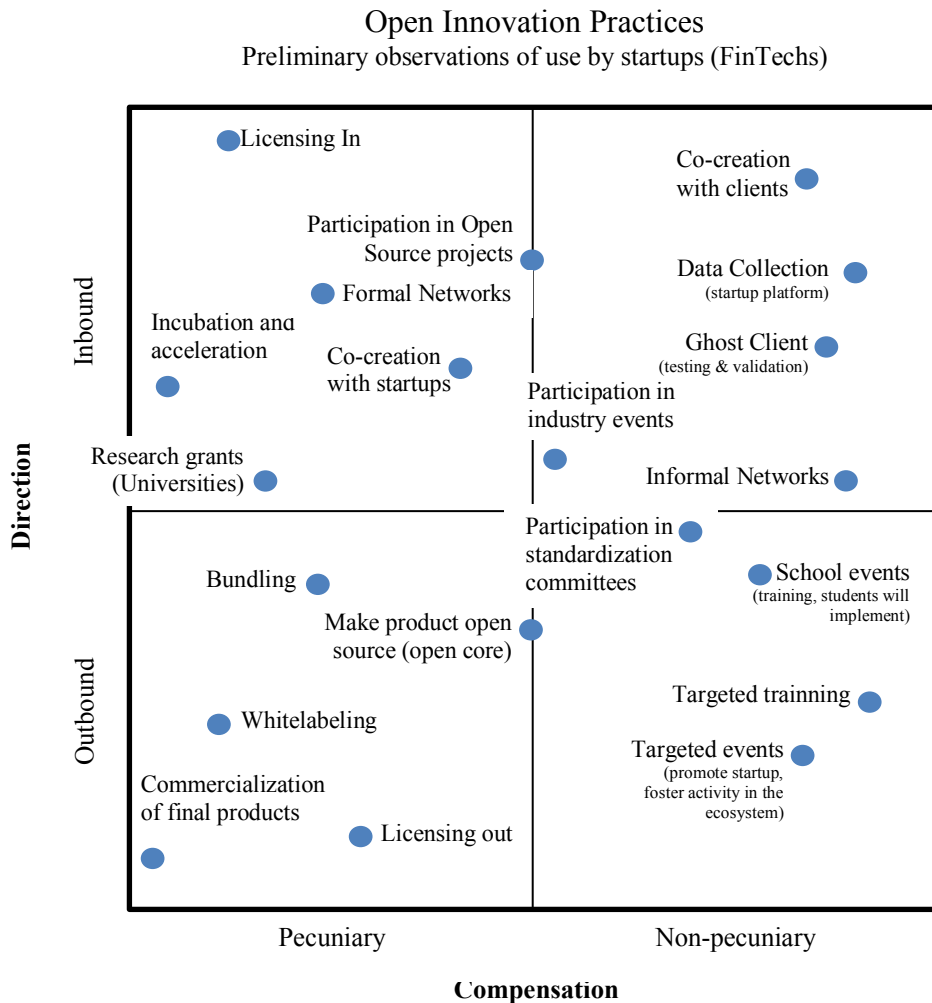 Open Innovation Practices
Preliminary observations of use by startups (FinTechs)
Licensing In
Co-creation
with clients
Participation in Open
Source projects
Data Collection
(startup platform)
Formal Networks
Incubation and
acceleration
Ghost Client
(testing & validation)
Co-creation
with startups
Participation in
industry events
Inbound
Research grants
(Universities)
Informal Networks
Direction
Participation in
standardization
committees
Bundling
School events
(training, students will
implement)
Make product open
source (open core)
Outbound
Targeted trainning
Whitelabeling
Targeted events
(promote startup,
foster activity in the
ecosystem)
Commercialization
of final products
Licensing out
Pecuniary
Non-pecuniary
Compensation